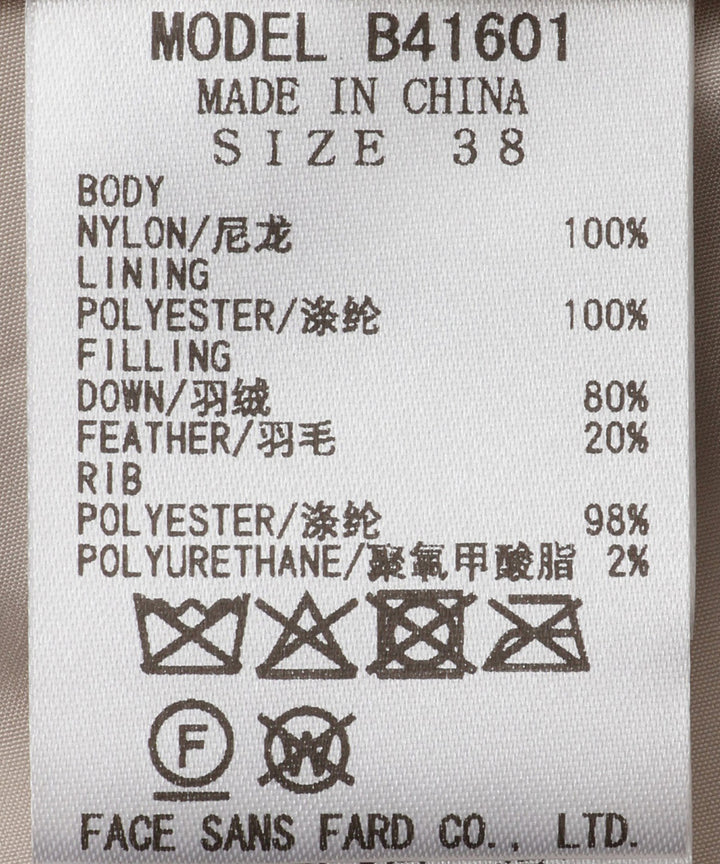 MODEL B41601
MADE IN CHINA
SIZE 38
BODY
NYLON/尼龙 100%
LINING
POLYESTER/涤纶 100%
FILLING
DOWN/羽绒 80%
FEATHER/羽毛 20%
RIB
POLYESTER/涤纶 98%
POLYURETHANE/聚氨甲酸脂 2%
F W
FACE SANS FARD CO., LTD.